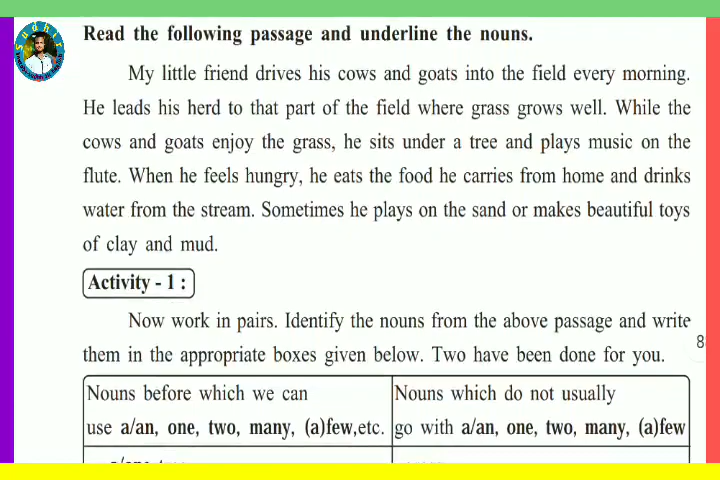 Sudhir
Read the following passage and underline the nouns.
My little friend drives his cows and goats into the field every morning.
He leads his herd to that part of the field where grass grows well. While the
cows and goats enjoy the grass, he sits under a tree and plays music on the
flute. When he feels hungry, he eats the food he carries from home and drinks
water from the stream. Sometimes he plays on the sand or makes beautiful toys
of clay and mud.
Activity - 1 :
Now work in pairs. Identify the nouns from the above passage and write
them in the appropriate boxes given below. Two have been done for you.
8
Nouns before which we can
use a/an, one, two, many, (a)few,etc.
Nouns which do not usually
go with a/an, one, two, many, (a)few